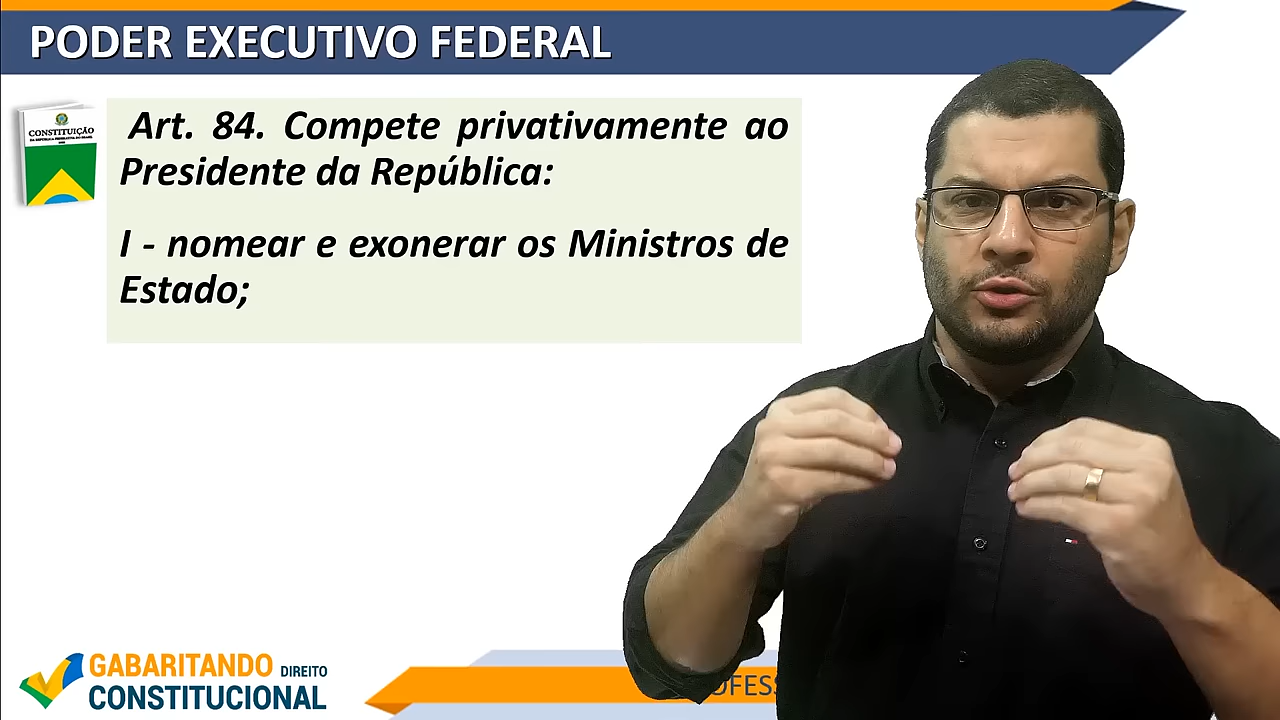 PODER EXECUTIVO FEDERAL
CONSTITUIÇÃO
Art. 84. Compete privativamente ao
Presidente da República:
I - nomear e exonerar os Ministros de
Estado;
GABARITANDO DIREITO
CONSTITUCIONAL